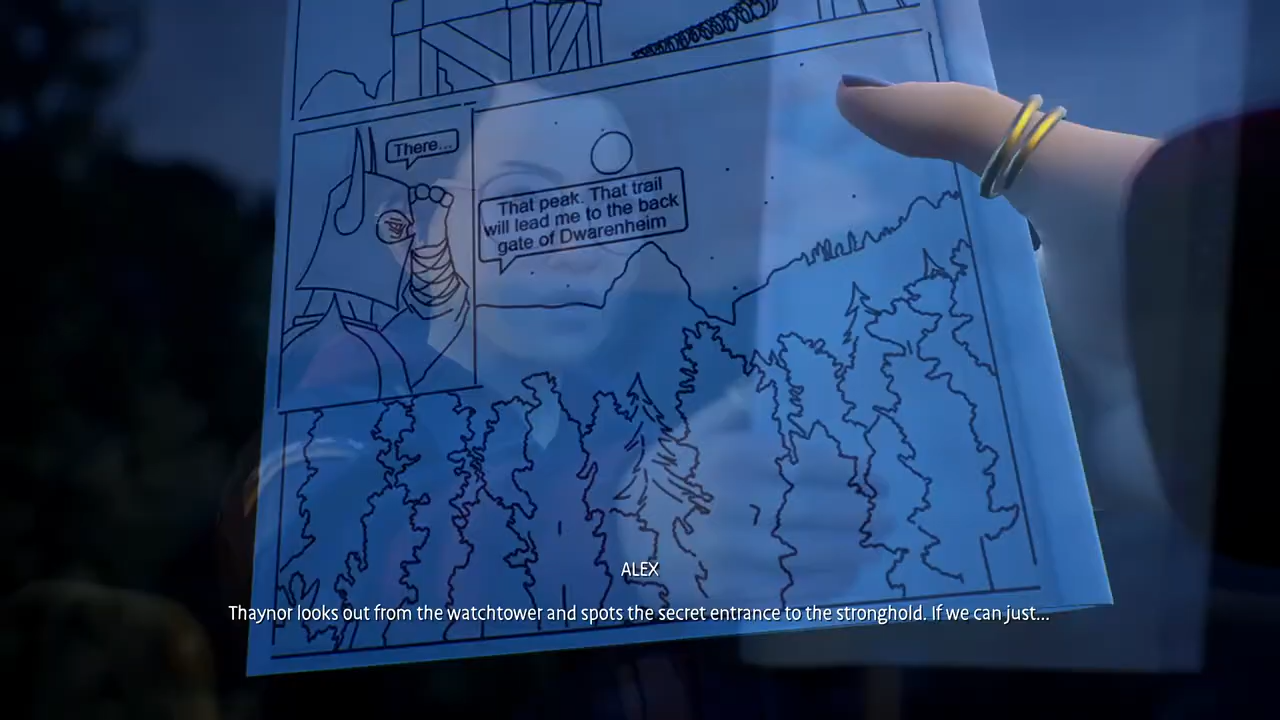 There...
That peak. That trail
will lead me to the back
gate of Dwarenheim
ALEX
Thaynor looks out from the watchtower and spots the secret entrance to the stronghold. If we can just...